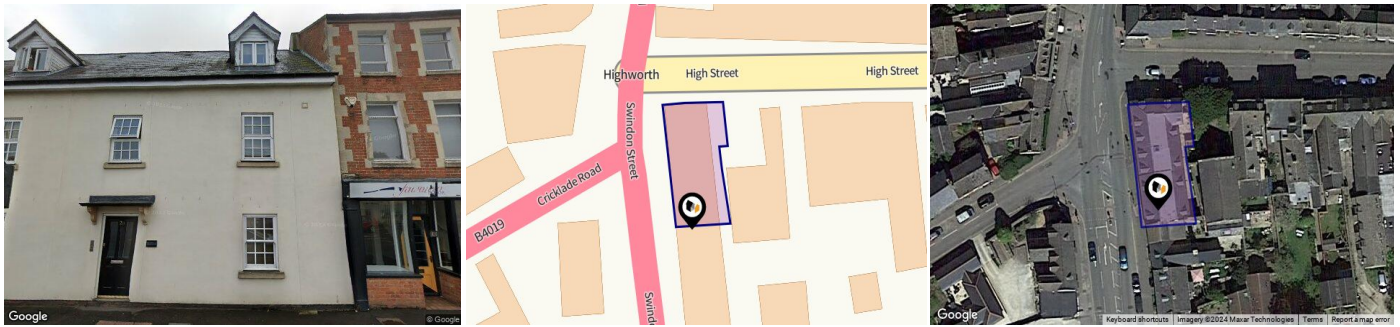 Google
© Google
Highworth
High Street
High Street
Swindon Street
Cricklade Road
B4019
Swindon
Google
Keyboard shortcuts
Imagery ©2024 Maxar Technologies
Terms
Report a map error